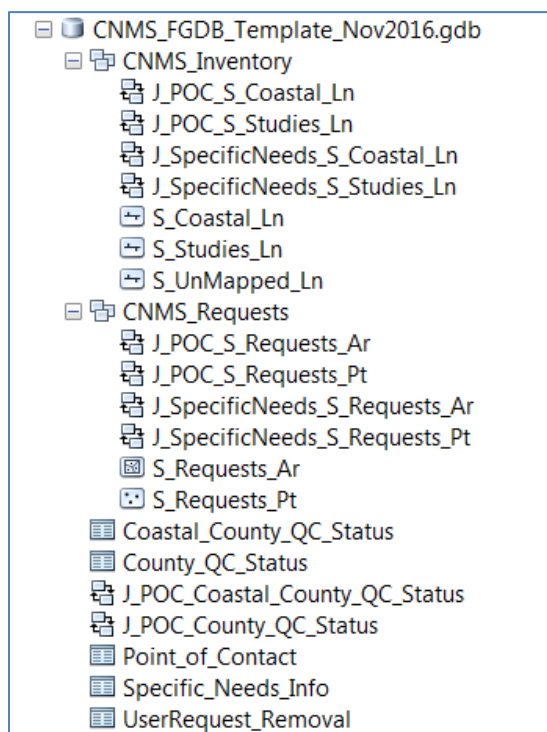 CNMS_FGDB_Template_Nov2016.gdb
CNMS_Inventory
J_POC_S_Coastal_Ln
J_POC_S_Studies_Ln
J_SpecificNeeds_S_Coastal_Ln
J_SpecificNeeds_S_Studies_Ln
S_Coastal_Ln
S_Studies_Ln
S_UnMapped_Ln
CNMS_Requests
J_POC_S_Requests_Ar
J_POC_S_Requests_Pt
J_SpecificNeeds_S_Requests_Ar
J_SpecificNeeds_S_Requests_Pt
S_Requests_Ar
S_Requests_Pt
Coastal_County_QC_Status
County_QC_Status
J_POC_Coastal_County_QC_Status
J_POC_County_QC_Status
Point_of_Contact
Specific_Needs_Info
UserRequest_Removal